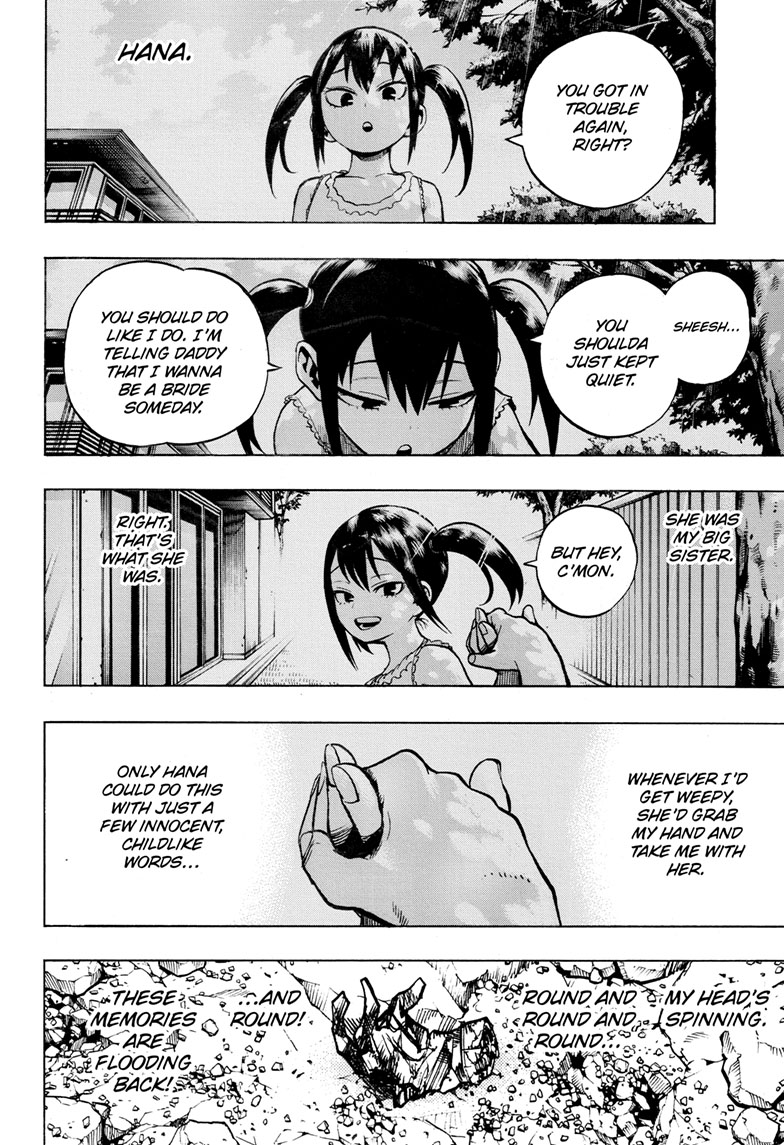 YOU GOT IN
TROUBLE
AGAIN,
RIGHT?
HANA.
SHEESH...
YOU
SHOULDA
JUST KEPT
QUIET.
YOU SHOULD DO
LIKE I DO. I'M
TELLING DADDY
THAT I WANNA
BE A BRIDE
SOMEDAY.
SHE WAS
MY BIG
SISTER.
BUT HEY,
C'MON.
RIGHT,
THAT'S
WHAT SHE
WAS.
WHENEVER I'D
GET WEEPY,
SHE'D GRAB
MY HAND AND
TAKE ME WITH
HER.
ONLY HANA
COULD DO THIS
WITH JUST A
FEW INNOCENT,
CHILDLIKE
WORDS...
MY HEAD'S
SPINNING.
ROUND AND
ROUND AND
ROUND...
...AND
ROUND!
THESE
MEMORIES
ARE
FLOODING
BACK!